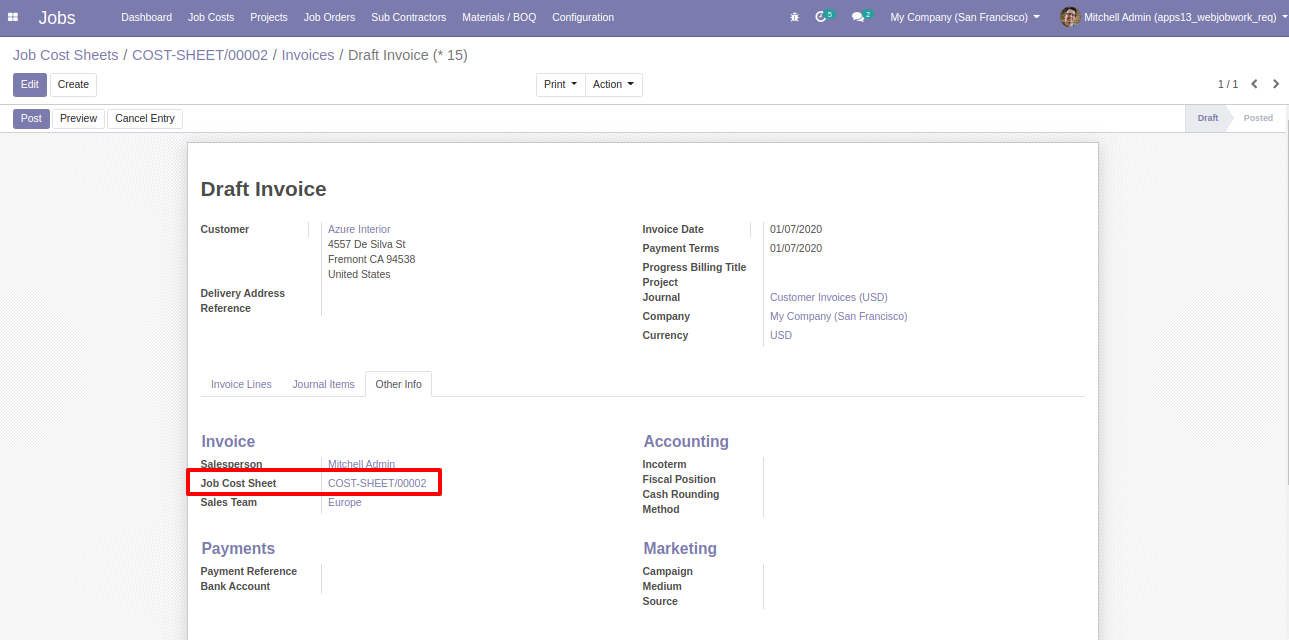 Jobs Dashboard Job Costs Projects Job Orders Sub Contractors Materials / BOQ Configuration 5 2 My Company (San Francisco) Mitchell Admin (apps13_webjobwork_req)
Job Cost Sheets / COST-SHEET/00002 / Invoices / Draft Invoice (* 15)
Edit Create Print Action 1 / 1
Post Preview Cancel Entry Draft Posted
Draft Invoice
Customer Azure Interior
4557 De Silva St
Fremont CA 94538
United States
Delivery Address
Reference
Invoice Date 01/07/2020
Payment Terms 01/07/2020
Progress Billing Title
Project
Journal Customer Invoices (USD)
Company My Company (San Francisco)
Currency USD
Invoice Lines Journal Items Other Info
Invoice
Salesperson Mitchell Admin
Job Cost Sheet COST-SHEET/00002
Sales Team Europe
Accounting
Incoterm
Fiscal Position
Cash Rounding
Method
Payments
Payment Reference
Bank Account
Marketing
Campaign
Medium
Source